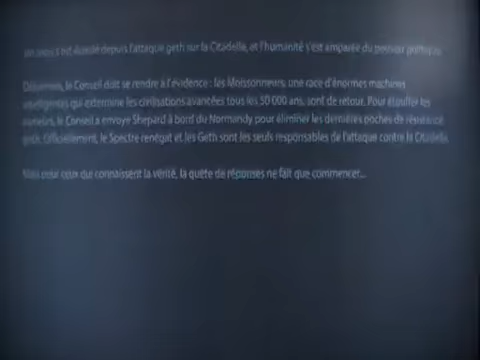 un mois s'est écoulé depuis l'attaque geth sur la Citadelle, et l'humanité s'est emparée du pouvoir politique.
Désormais, le Conseil doit se rendre à l'évidence : les Moissonneurs, une race d'énormes machines
intelligentes qui extermine les civilisations avancées tous les 50 000 ans, sont de retour. Pour étouffer les
rumeurs, le Conseil a envoyé Shepard à bord du Normandy pour éliminer les dernières poches de résistance
geth. Officiellement, le Spectre renégat et les Geth sont les seuls responsables de l'attaque contre la Citadelle.
Mais pour ceux qui connaissent la vérité, la quête de réponses ne fait que commencer...